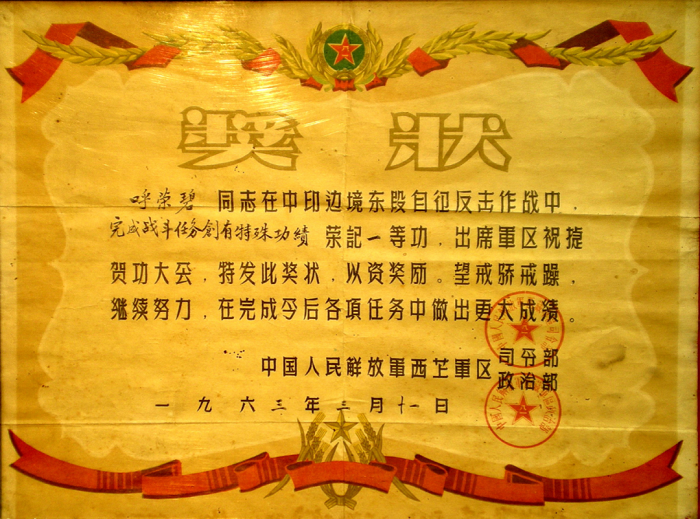 奖 状
呼荣碧 同志在中印边境东段自衛反击作战中，
完成战斗任务創有特殊功績 荣記一等功，出席軍区祝捷
贺功大会，特发此奖状，以资奖励。望戒骄戒躁，
继续努力，在完成今后各項任务中做出更大成绩。
中国人民解放軍西芷軍区 司令部
政治部
一九六三年三月十一日